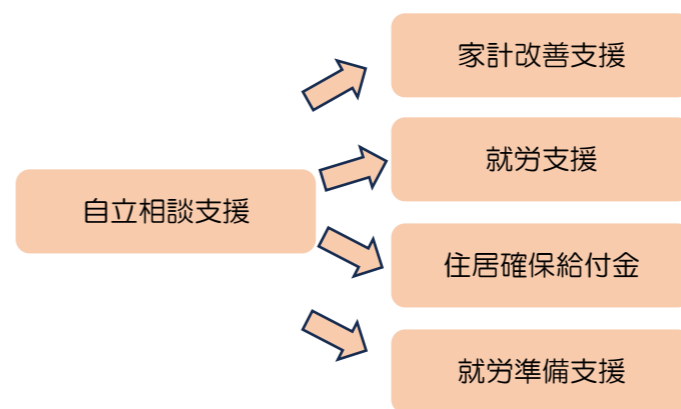 家計改善支援
就労支援
自立相談支援
住居確保給付金
就労準備支援